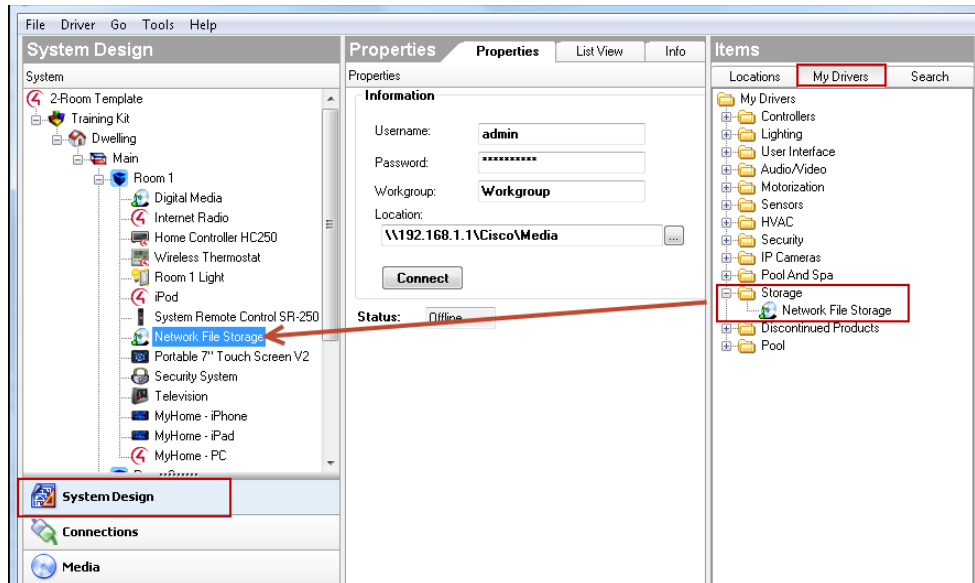 File Driver Go Tools Help
System Design
System
2-Room Template
Training Kit
Dwelling
Main
Room 1
Digital Media
Internet Radio
Home Controller HC250
Wireless Thermostat
Room 1 Light
iPod
System Remote Control SR-250
Network File Storage
Portable 7" Touch Screen V2
Security System
Television
MyHome - iPhone
MyHome - iPad
MyHome - PC
System Design
Connections
Media
Properties Properties List View Info
Properties
Information
Username: admin
Password: **********
Workgroup: Workgroup
Location:
\\192.168.1.1\Cisco\Media ...
Connect
Status: Offline
Items
Locations My Drivers Search
My Drivers
Controllers
Lighting
User Interface
Audio/Video
Motorization
Sensors
HVAC
Security
IP Cameras
Pool And Spa
Storage
Network File Storage
Discontinued Products
Pool